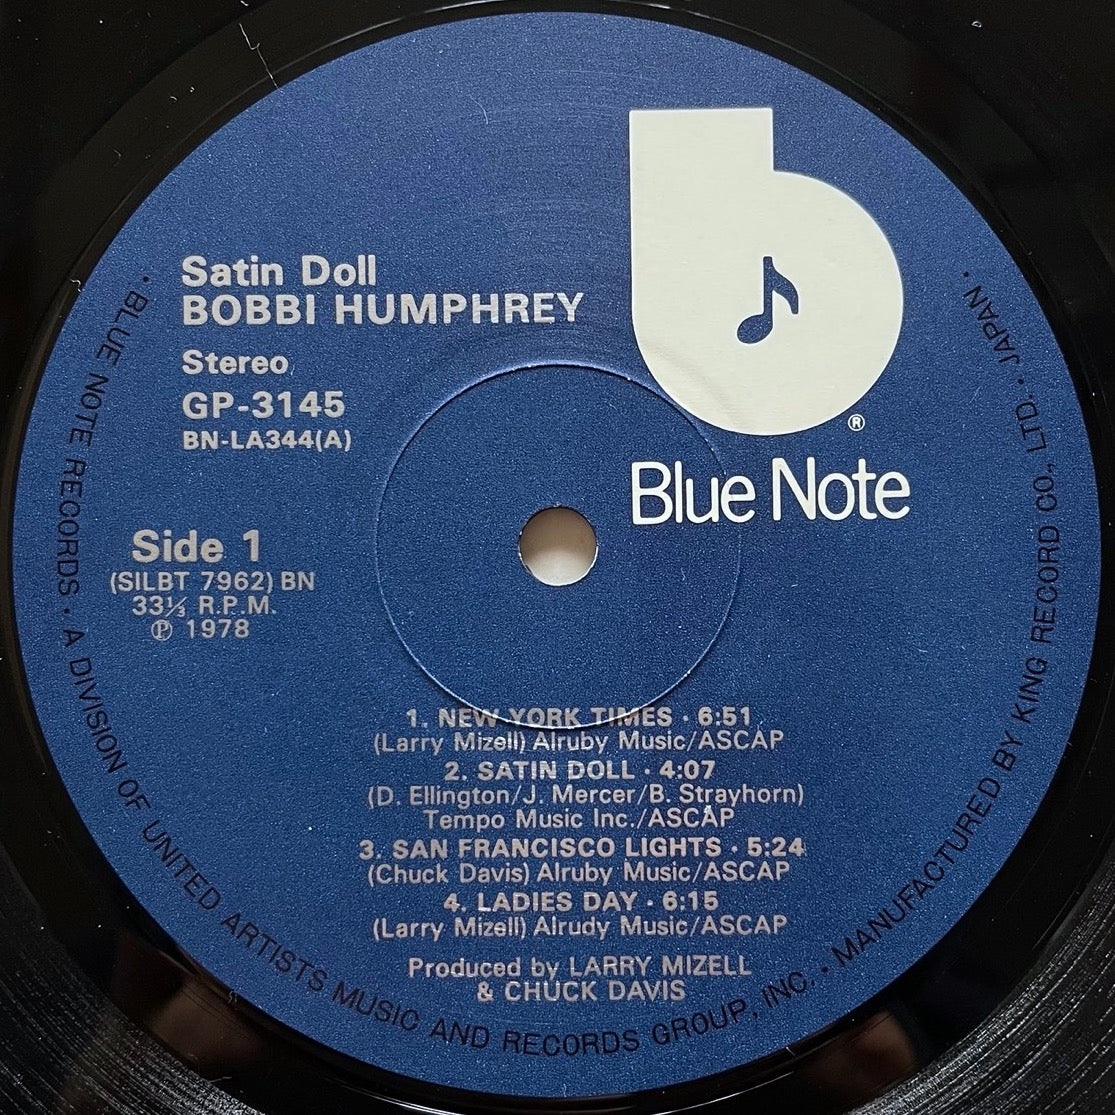 Satin Doll
BOBBI HUMPHREY
Stereo
GP-3145
BN-LA344(A)
®
Blue Note
Side 1
(SILBT 7962) BN
33⅓ R.P.M.
℗ 1978
1. NEW YORK TIMES · 6:51
(Larry Mizell) Alruby Music/ASCAP
2. SATIN DOLL · 4:07
(D. Ellington/J. Mercer/B. Strayhorn)
Tempo Music Inc./ASCAP
3. SAN FRANCISCO LIGHTS · 5:24
(Chuck Davis) Alruby Music/ASCAP
4. LADIES DAY · 6:15
(Larry Mizell) Alrudy Music/ASCAP
Produced by LARRY MIZELL
& CHUCK DAVIS
· BLUE NOTE RECORDS · A DIVISION OF UNITED ARTISTS MUSIC AND RECORDS GROUP, INC. · MANUFACTURED BY KING RECORD CO., LTD. · JAPAN ·